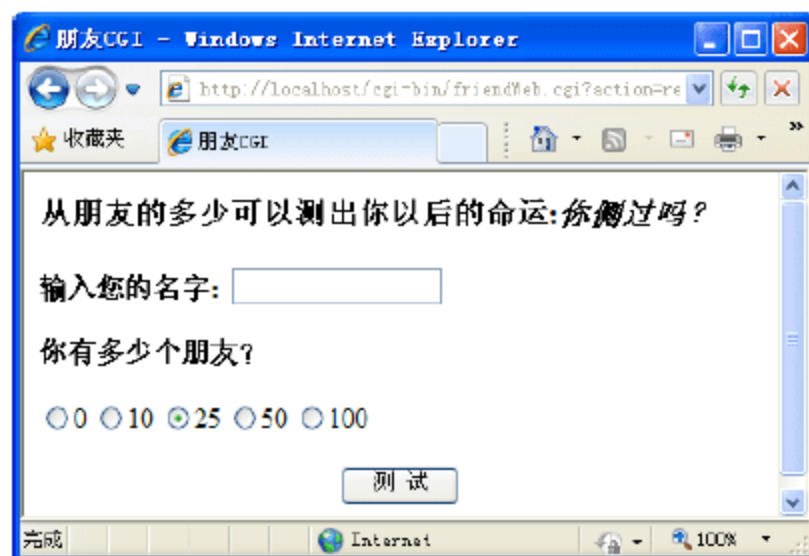 朋友CGI - Windows Internet Explorer
http://localhost/cgi-bin/friendWeb.cgi?action=re
收藏夹 朋友CGI
从朋友的多少可以测出你以后的命运:你侧过吗?
输入您的名字:
你有多少个朋友?
0 10 25 50 100
测 试
完成 Internet 100%